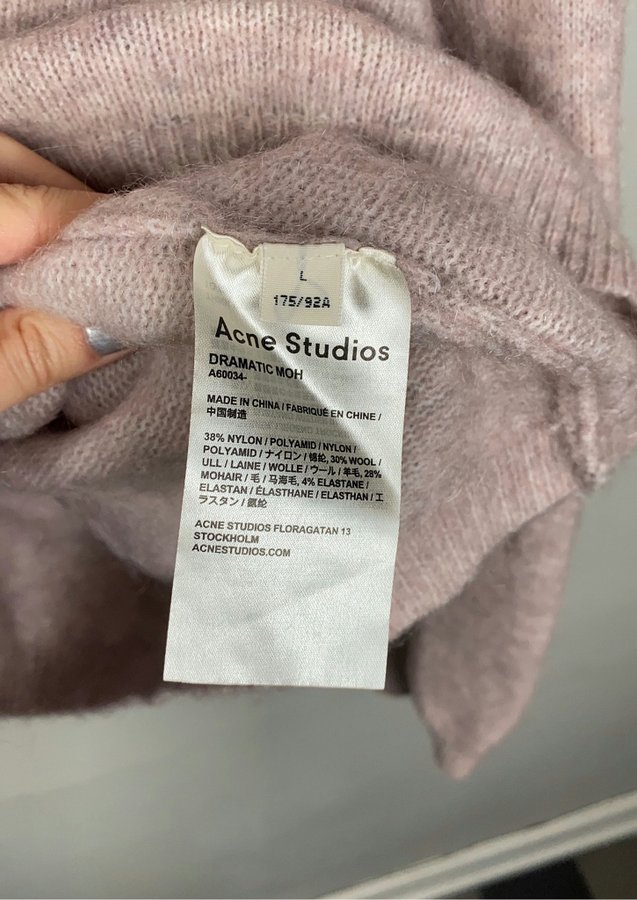 L
175/92A
Acne Studios
DRAMATIC MOH
A60034-
MADE IN CHINA / FABRIQUÉ EN CHINE /
中国制造
38% NYLON / POLYAMID / NYLON /
POLYAMID / ナイロン / 锦纶, 30% WOOL /
ULL / LAINE / WOLLE / ウール / 羊毛, 28%
MOHAIR / 毛 / 马海毛, 4% ELASTANE /
ELASTAN / ÉLASTHANE / ELASTHAN / エ
ラスタン / 氨纶
ACNE STUDIOS FLORAGATAN 13
STOCKHOLM
ACNESTUDIOS.COM